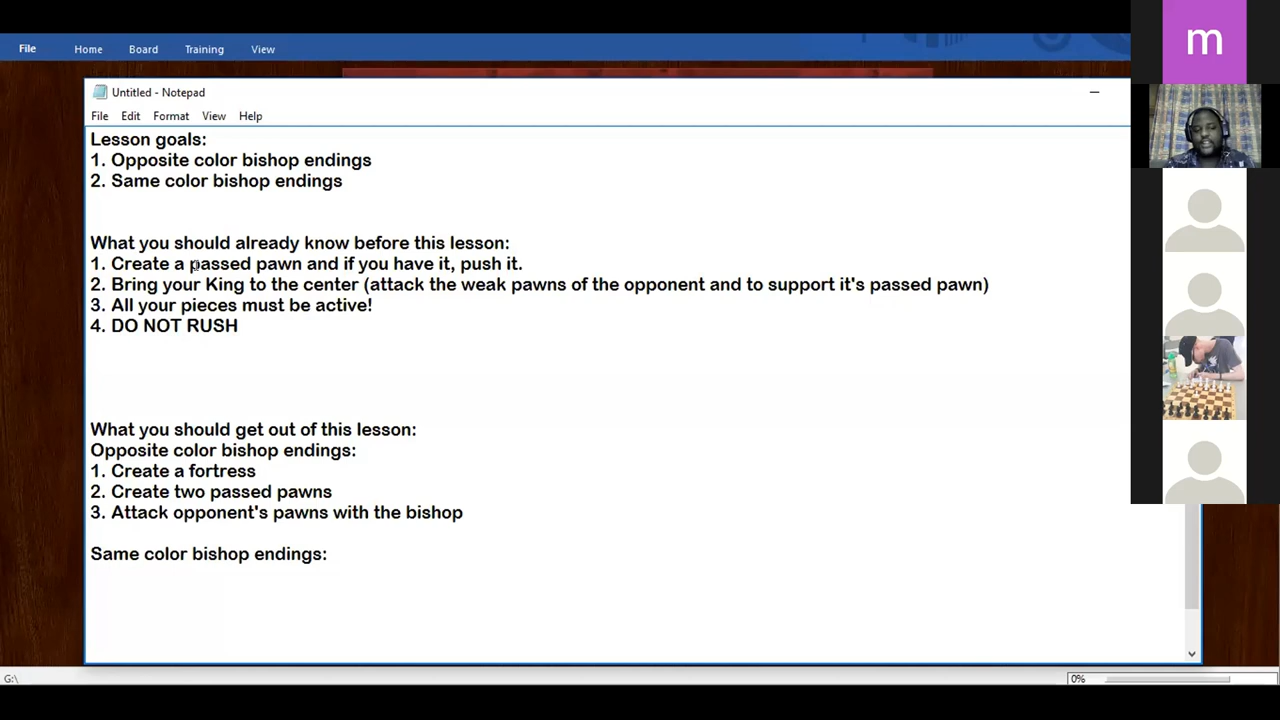 File Home Board Training View
m
Untitled - Notepad
File Edit Format View Help
Lesson goals:
1. Opposite color bishop endings
2. Same color bishop endings
What you should already know before this lesson:
1. Create a passed pawn and if you have it, push it.
2. Bring your King to the center (attack the weak pawns of the opponent and to support it's passed pawn)
3. All your pieces must be active!
4. DO NOT RUSH
What you should get out of this lesson:
Opposite color bishop endings:
1. Create a fortress
2. Create two passed pawns
3. Attack opponent's pawns with the bishop
Same color bishop endings:
G:\ 0%